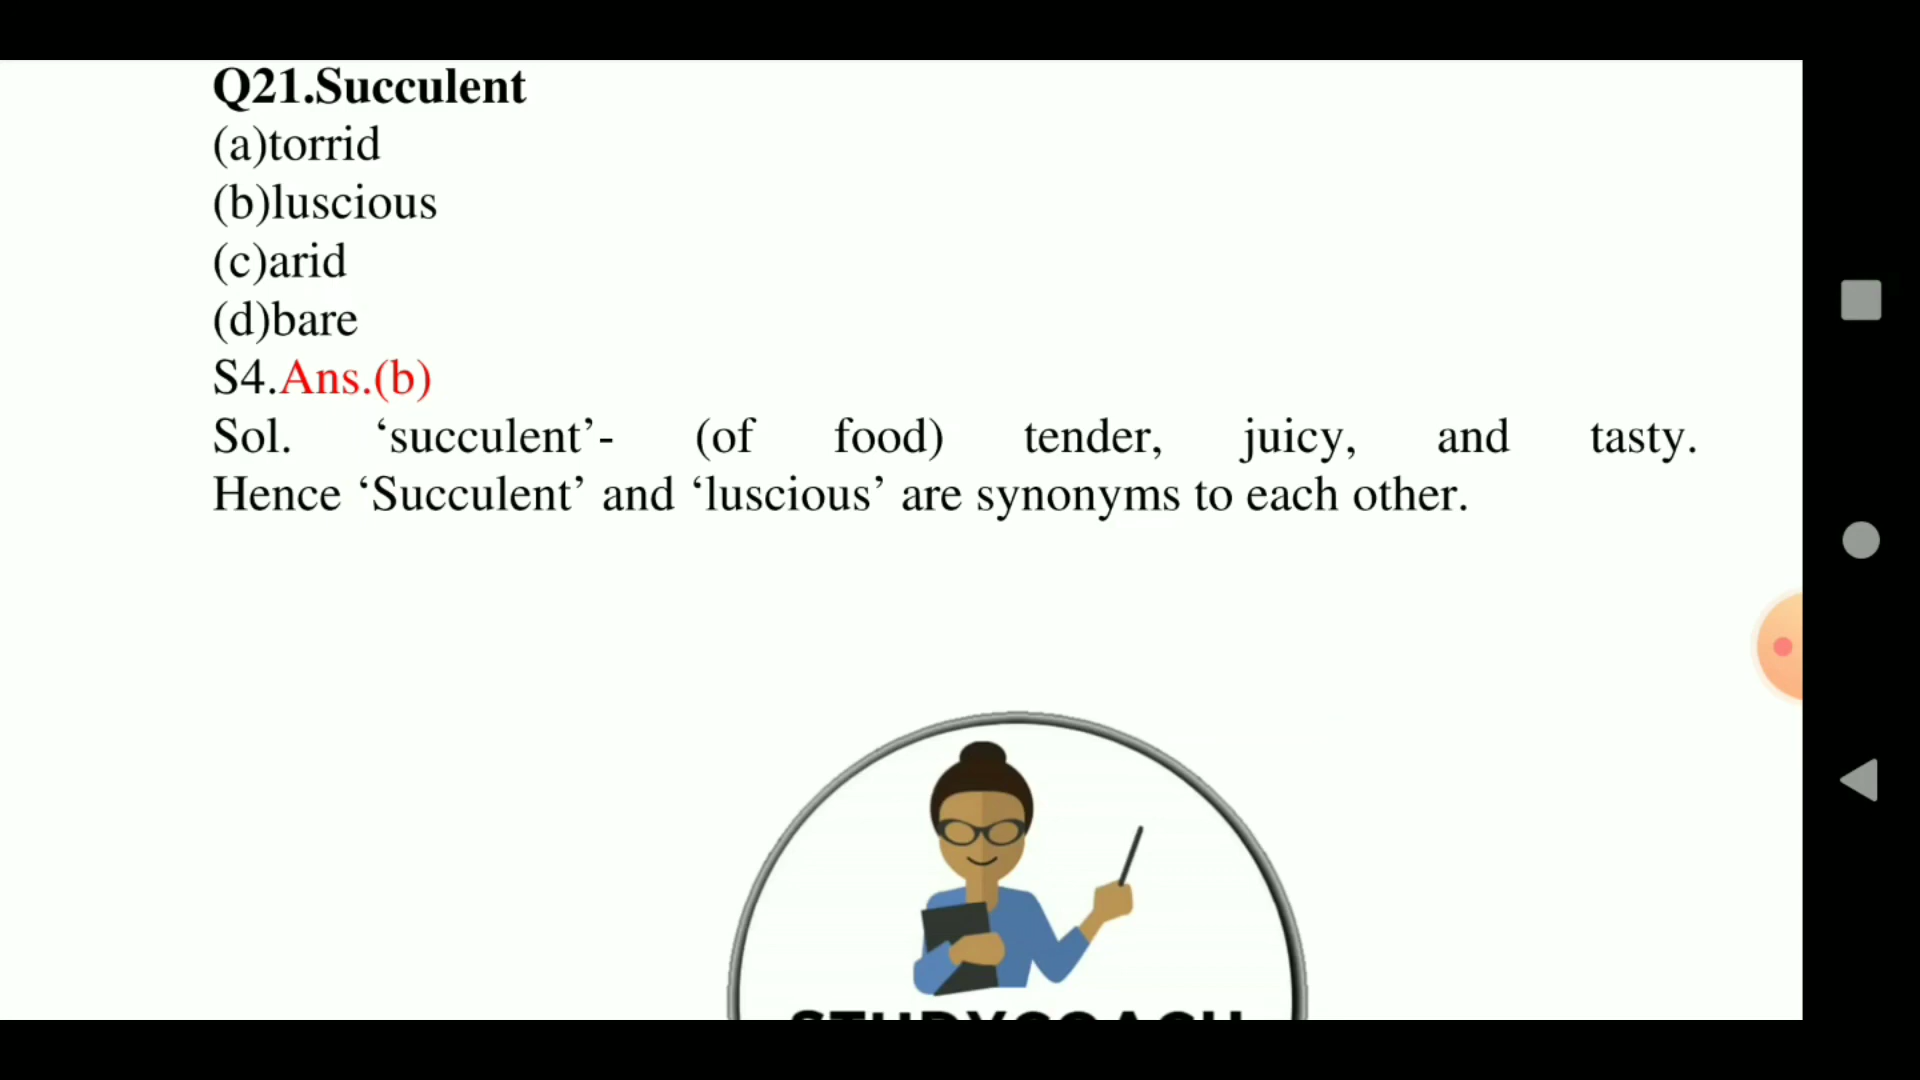 Q21.Succulent
(a)torrid
(b)luscious
(c)arid
(d)bare
S4.Ans.(b)
Sol. ‘succulent’- (of food) tender, juicy, and tasty.
Hence ‘Succulent’ and ‘luscious’ are synonyms to each other.
STUDYCOACH